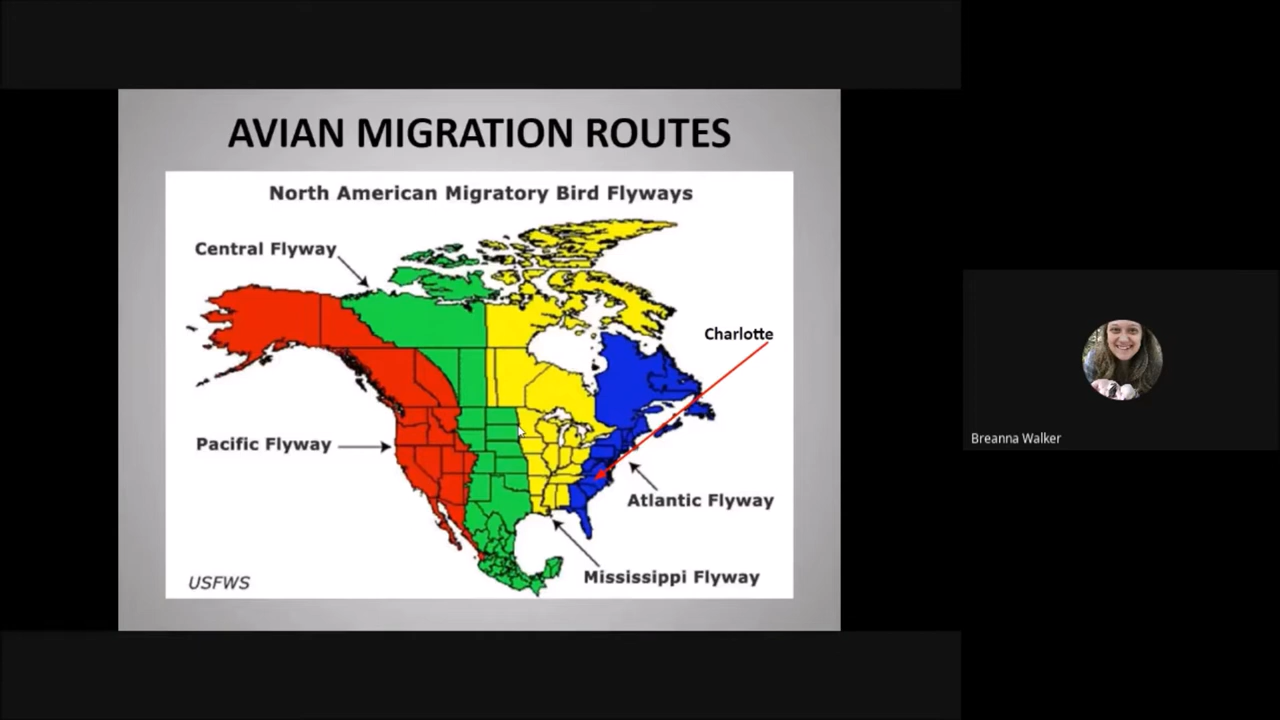 AVIAN MIGRATION ROUTES
North American Migratory Bird Flyways
Central Flyway
Charlotte
Pacific Flyway
Atlantic Flyway
Mississippi Flyway
USFWS
Breanna Walker